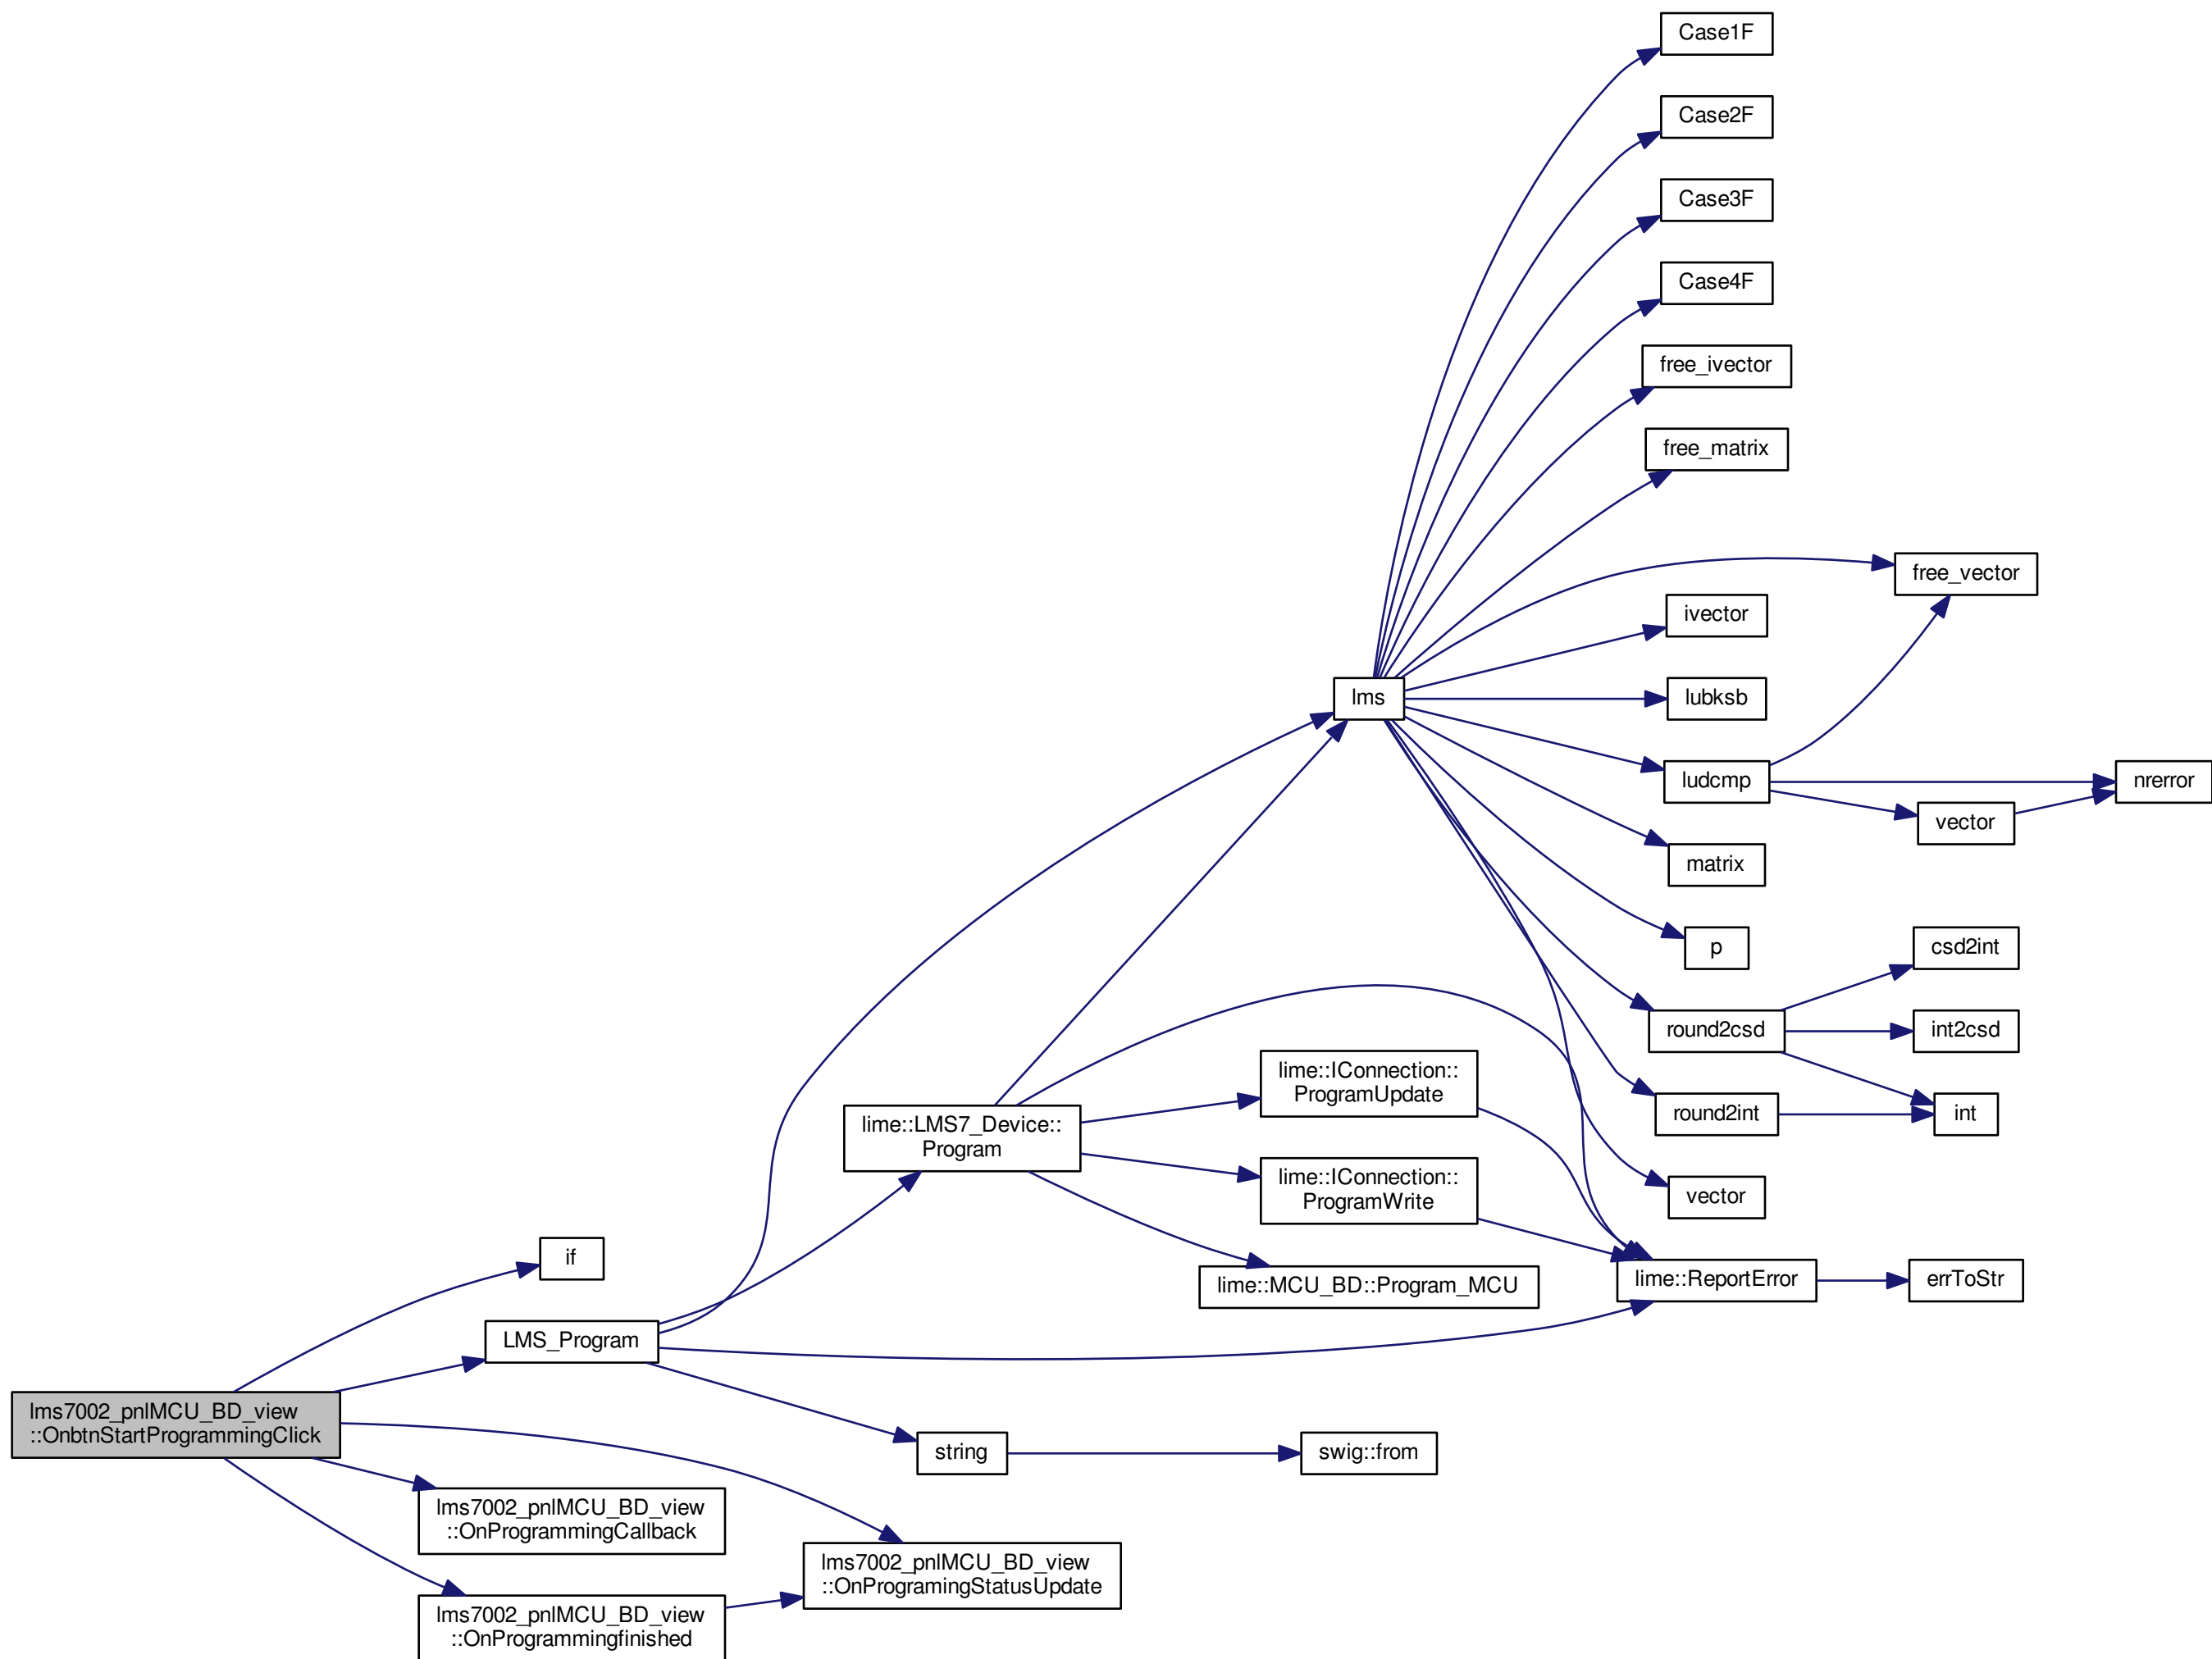 Case1F
Case2F
Case3F
Case4F
free_ivector
free_matrix
free_vector
ivector
lms
lubksb
ludcmp
nrerror
vector
matrix
p
csd2int
round2csd
int2csd
lime::IConnection::
ProgramUpdate
round2int
int
lime::LMS7_Device::
Program
lime::IConnection::
ProgramWrite
vector
if
lime::MCU_BD::Program_MCU
lime::ReportError
errToStr
LMS_Program
lms7002_pnlMCU_BD_view
::OnbtnStartProgrammingClick
string
swig::from
lms7002_pnlMCU_BD_view
::OnProgrammingCallback
lms7002_pnlMCU_BD_view
::OnProgramingStatusUpdate
lms7002_pnlMCU_BD_view
::OnProgrammingfinished